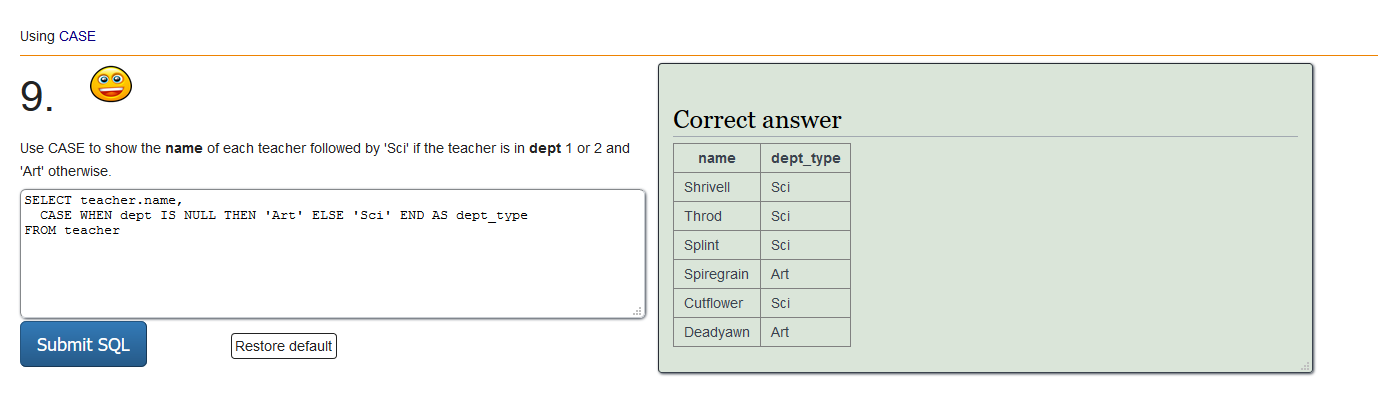 Using CASE
9.
Use CASE to show the name of each teacher followed by 'Sci' if the teacher is in dept 1 or 2 and
'Art' otherwise.
SELECT teacher.name,
  CASE WHEN dept IS NULL THEN 'Art' ELSE 'Sci' END AS dept_type
FROM teacher
Submit SQL
Restore default
Correct answer
name dept_type
Shrivell Sci
Throd Sci
Splint Sci
Spiregrain Art
Cutflower Sci
Deadyawn Art